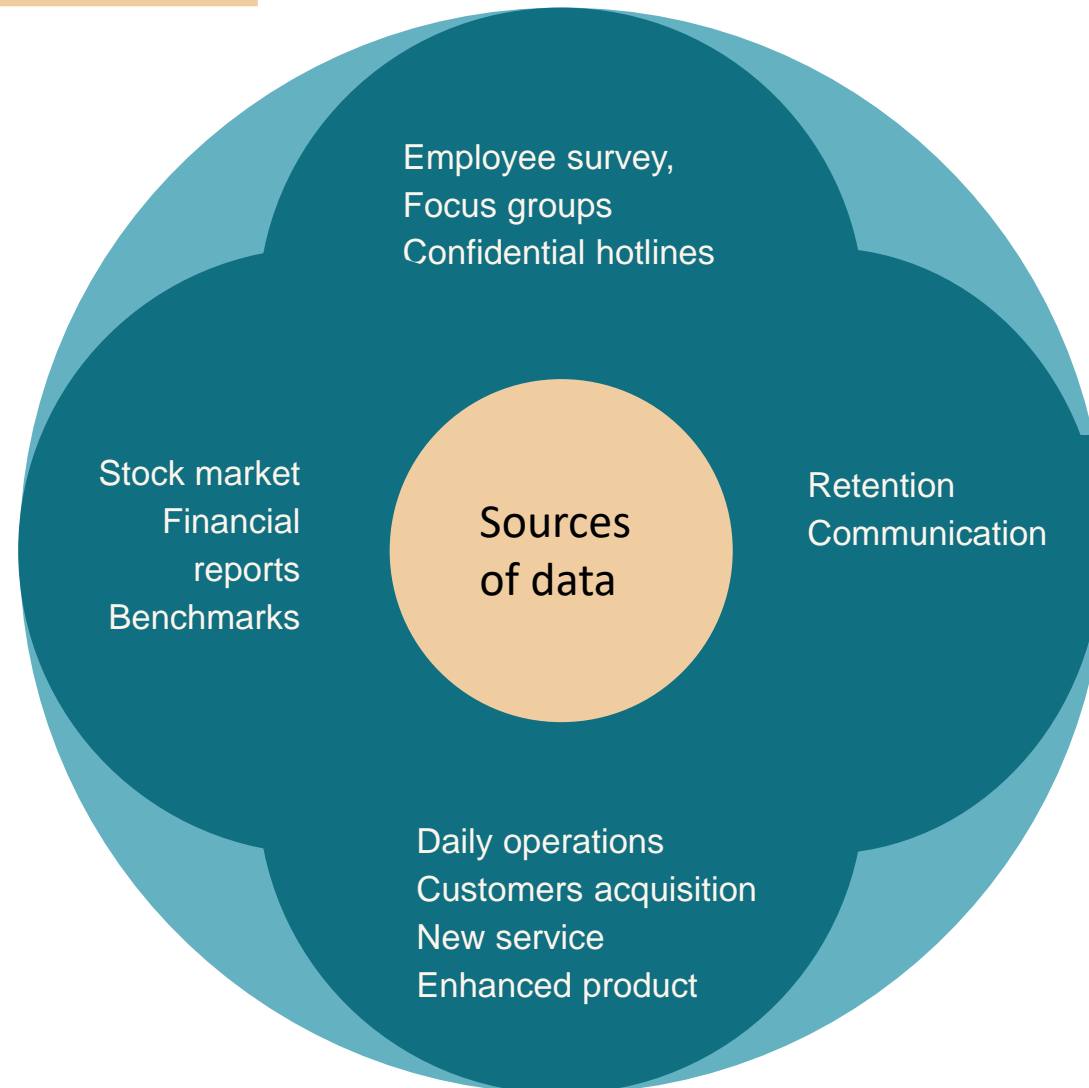 Employee survey,
Focus groups
Confidential hotlines
Stock market
Financial
reports
Benchmarks
Sources
of data
Retention
Communication
Daily operations
Customers acquisition
New service
Enhanced product